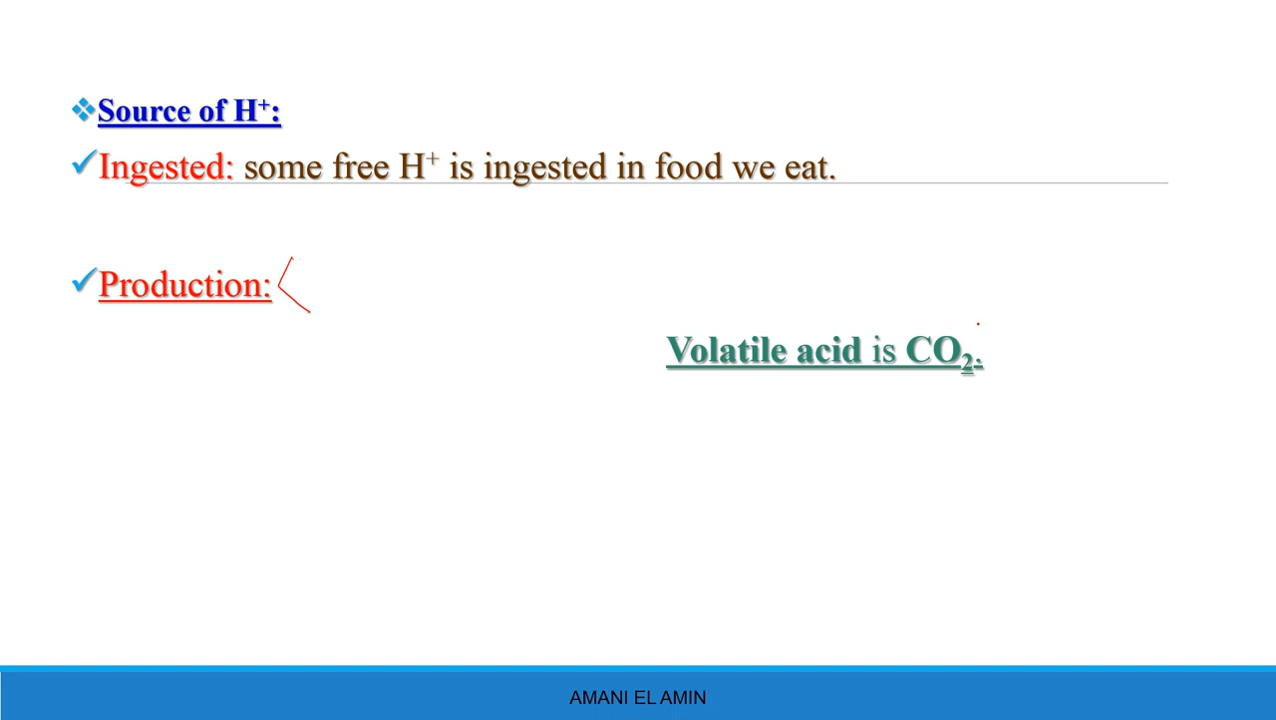 Source of H⁺:
Ingested: some free H⁺ is ingested in food we eat.
Production:
Volatile acid is CO₂.
AMANI EL AMIN